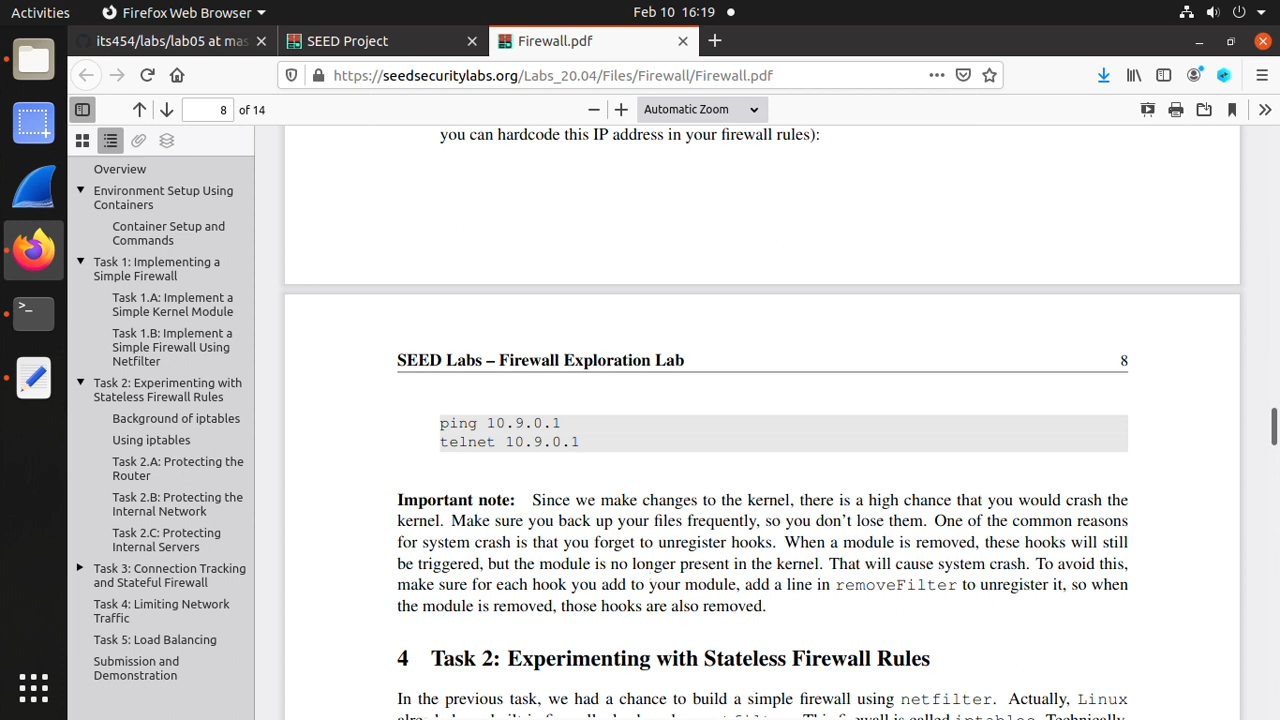 Activities
Firefox Web Browser
Feb 10 16:19
its454/labs/lab05 at mas
SEED Project
Firewall.pdf
https://seedsecuritylabs.org/Labs_20.04/Files/Firewall/Firewall.pdf
8 of 14
Automatic Zoom
Overview
Environment Setup Using
Containers
Container Setup and
Commands
Task 1: Implementing a
Simple Firewall
Task 1.A: Implement a
Simple Kernel Module
Task 1.B: Implement a
Simple Firewall Using
Netfilter
Task 2: Experimenting with
Stateless Firewall Rules
Background of iptables
Using iptables
Task 2.A: Protecting the
Router
Task 2.B: Protecting the
Internal Network
Task 2.C: Protecting
Internal Servers
Task 3: Connection Tracking
and Stateful Firewall
Task 4: Limiting Network
Traffic
Task 5: Load Balancing
Submission and
Demonstration
you can hardcode this IP address in your firewall rules):
SEED Labs – Firewall Exploration Lab 8
ping 10.9.0.1
telnet 10.9.0.1
Important note: Since we make changes to the kernel, there is a high chance that you would crash the
kernel. Make sure you back up your files frequently, so you don't lose them. One of the common reasons
for system crash is that you forget to unregister hooks. When a module is removed, these hooks will still
be triggered, but the module is no longer present in the kernel. That will cause system crash. To avoid this,
make sure for each hook you add to your module, add a line in removeFilter to unregister it, so when
the module is removed, those hooks are also removed.
4 Task 2: Experimenting with Stateless Firewall Rules
In the previous task, we had a chance to build a simple firewall using netfilter. Actually, Linux